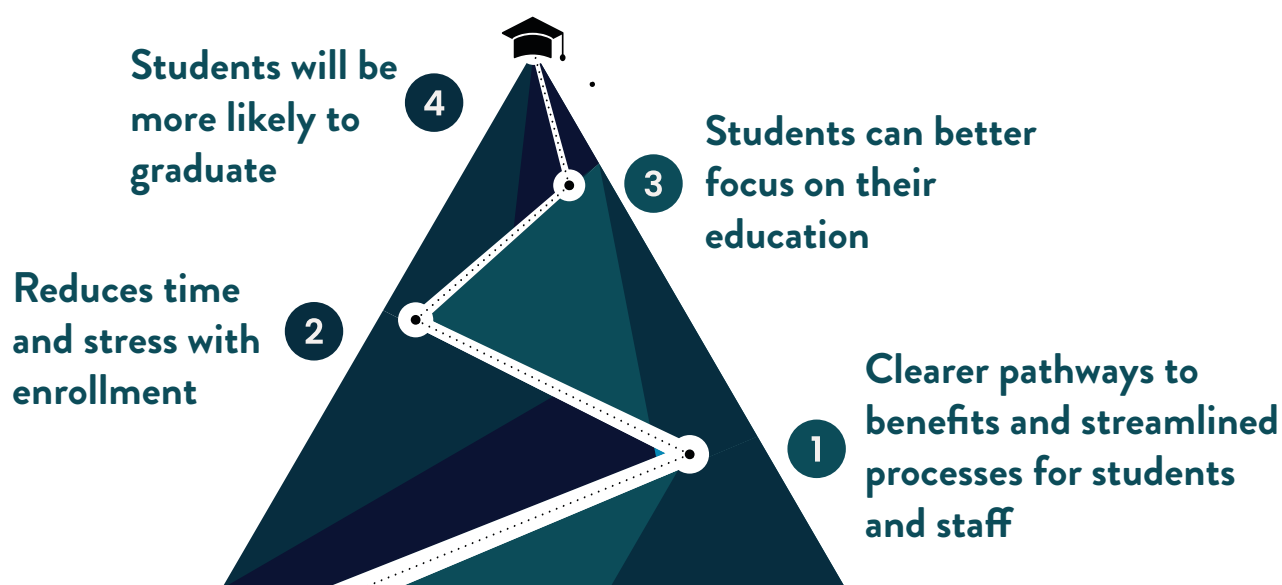 4
Students will be
more likely to
graduate
3
Students can better
focus on their
education
2
Reduces time
and stress with
enrollment
1
Clearer pathways to
benefits and streamlined
processes for students
and staff